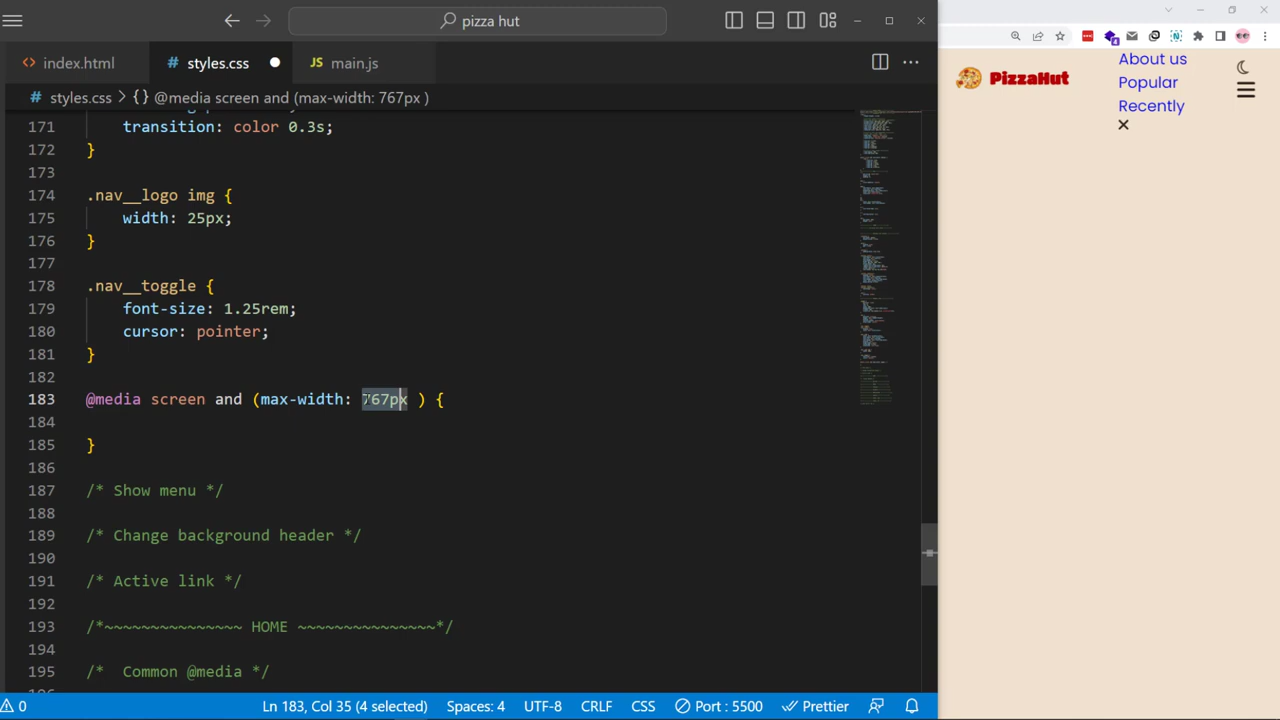 pizza hut
index.html
styles.css
main.js
styles.css > {} @media screen and (max-width: 767px )
171 transition: color 0.3s;
172 }
173
174 .nav__logo img {
175 width: 25px;
176 }
177
178 .nav__toggle {
179 font-size: 1.25rem;
180 cursor: pointer;
181 }
182
183 @media screen and (max-width: 767px ) {
184
185 }
186
187 /* Show menu */
188
189 /* Change background header */
190
191 /* Active link */
192
193 /*~~~~~~~~~~~~~~~ HOME ~~~~~~~~~~~~~~~*/
194
195 /*  Common @media */
0
Ln 183, Col 35 (4 selected)
Spaces: 4
UTF-8
CRLF
CSS
Port : 5500
Prettier
PizzaHut
About us
Popular
Recently